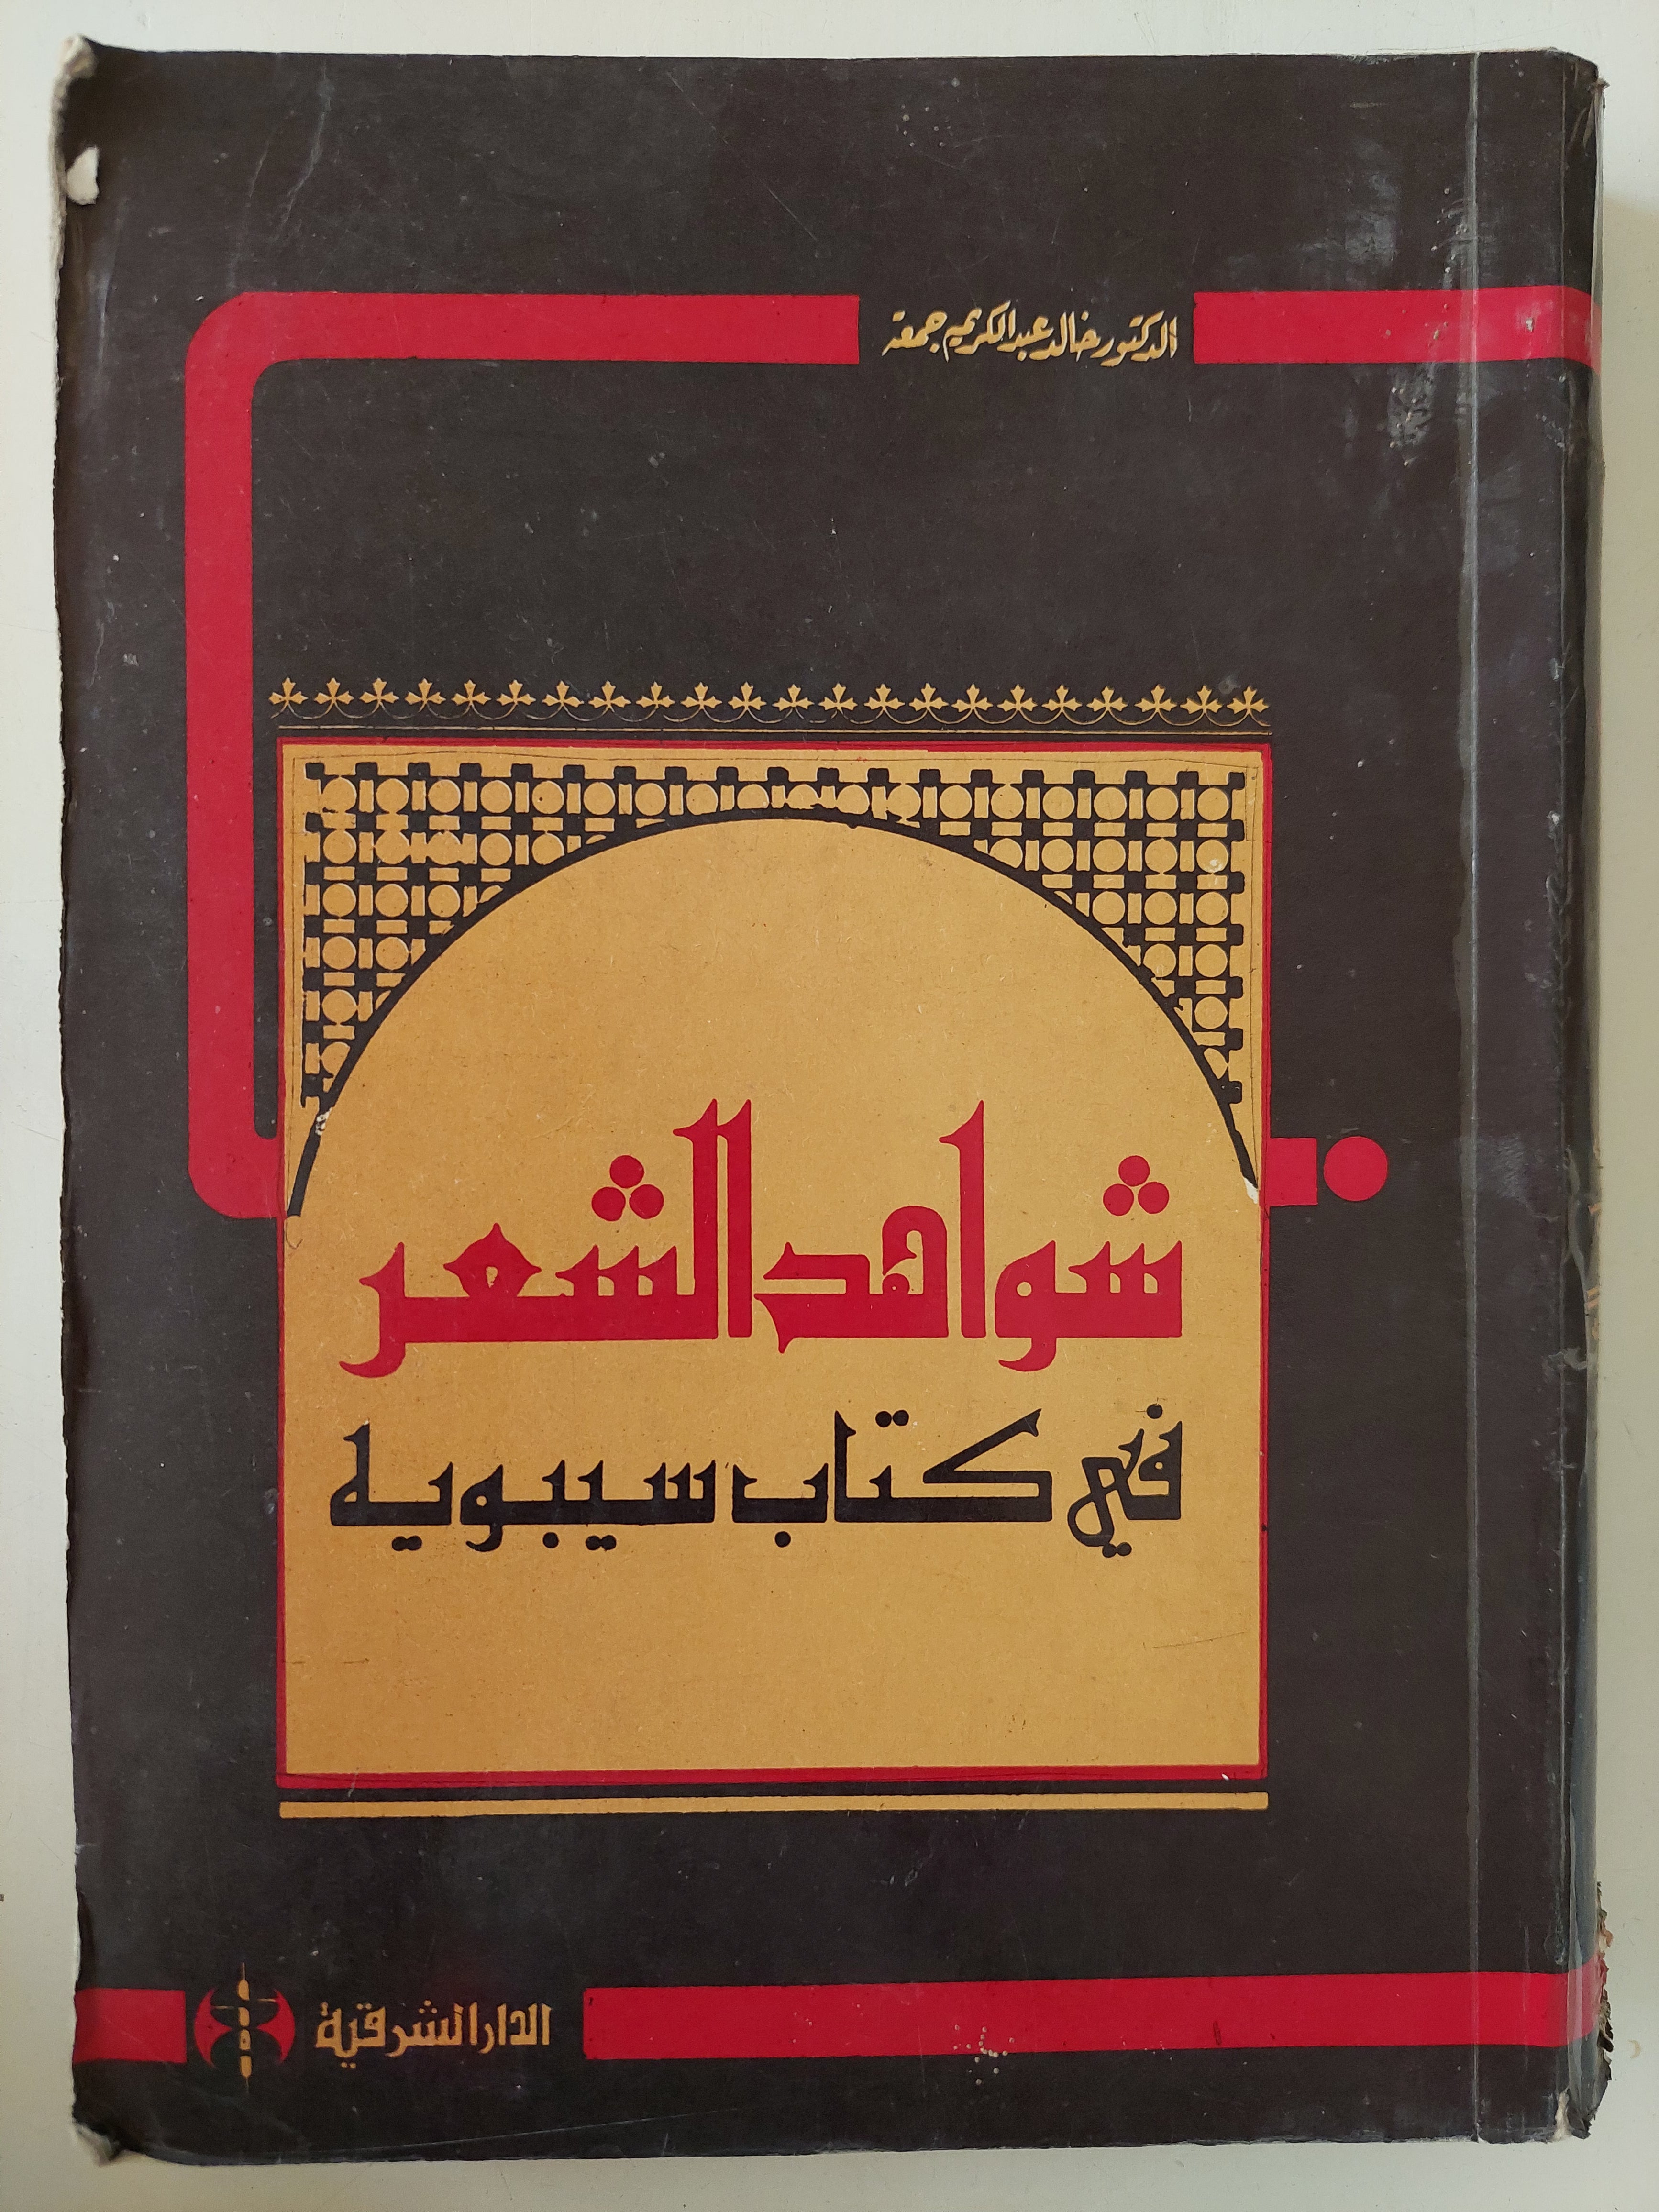 الدكتور خالد عبد الكريم جمعة
شواهد الشعر
في كتاب سيبويه
الدار الشرقية